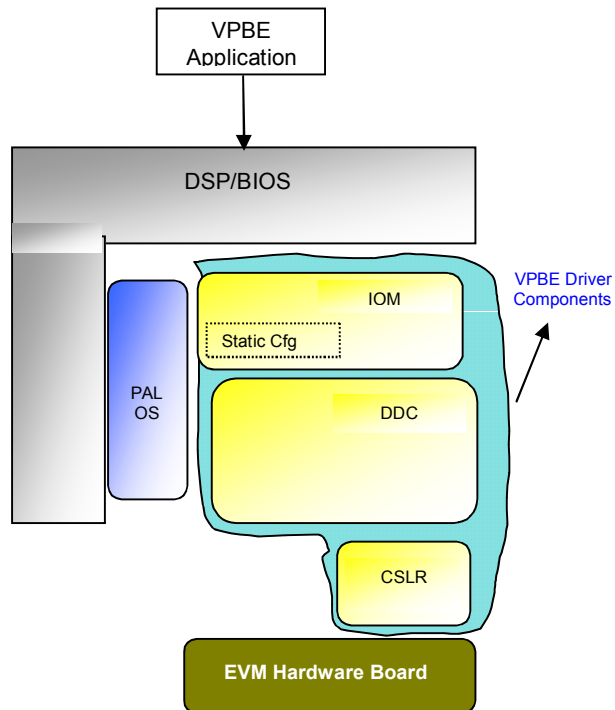 VPBE
Application
DSP/BIOS
VPBE Driver
Components
IOM
Static Cfg
PAL
OS
DDC
CSLR
EVM Hardware Board